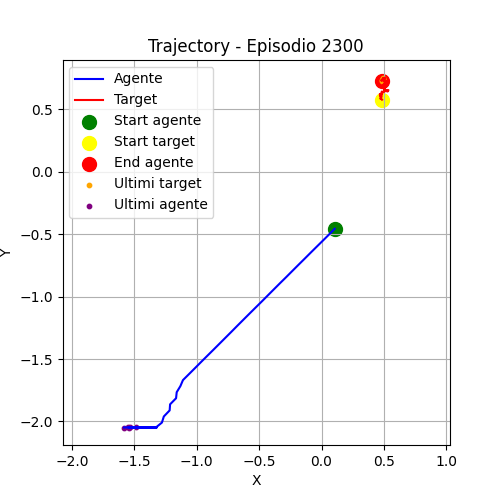 Trajectory - Episodio 2300
Agente
Target
Start agente
Start target
End agente
Ultimi target
Ultimi agente
0.5
0.0
−0.5
−1.0
−1.5
−2.0
Y
−2.0 −1.5 −1.0 −0.5 0.0 0.5 1.0
X